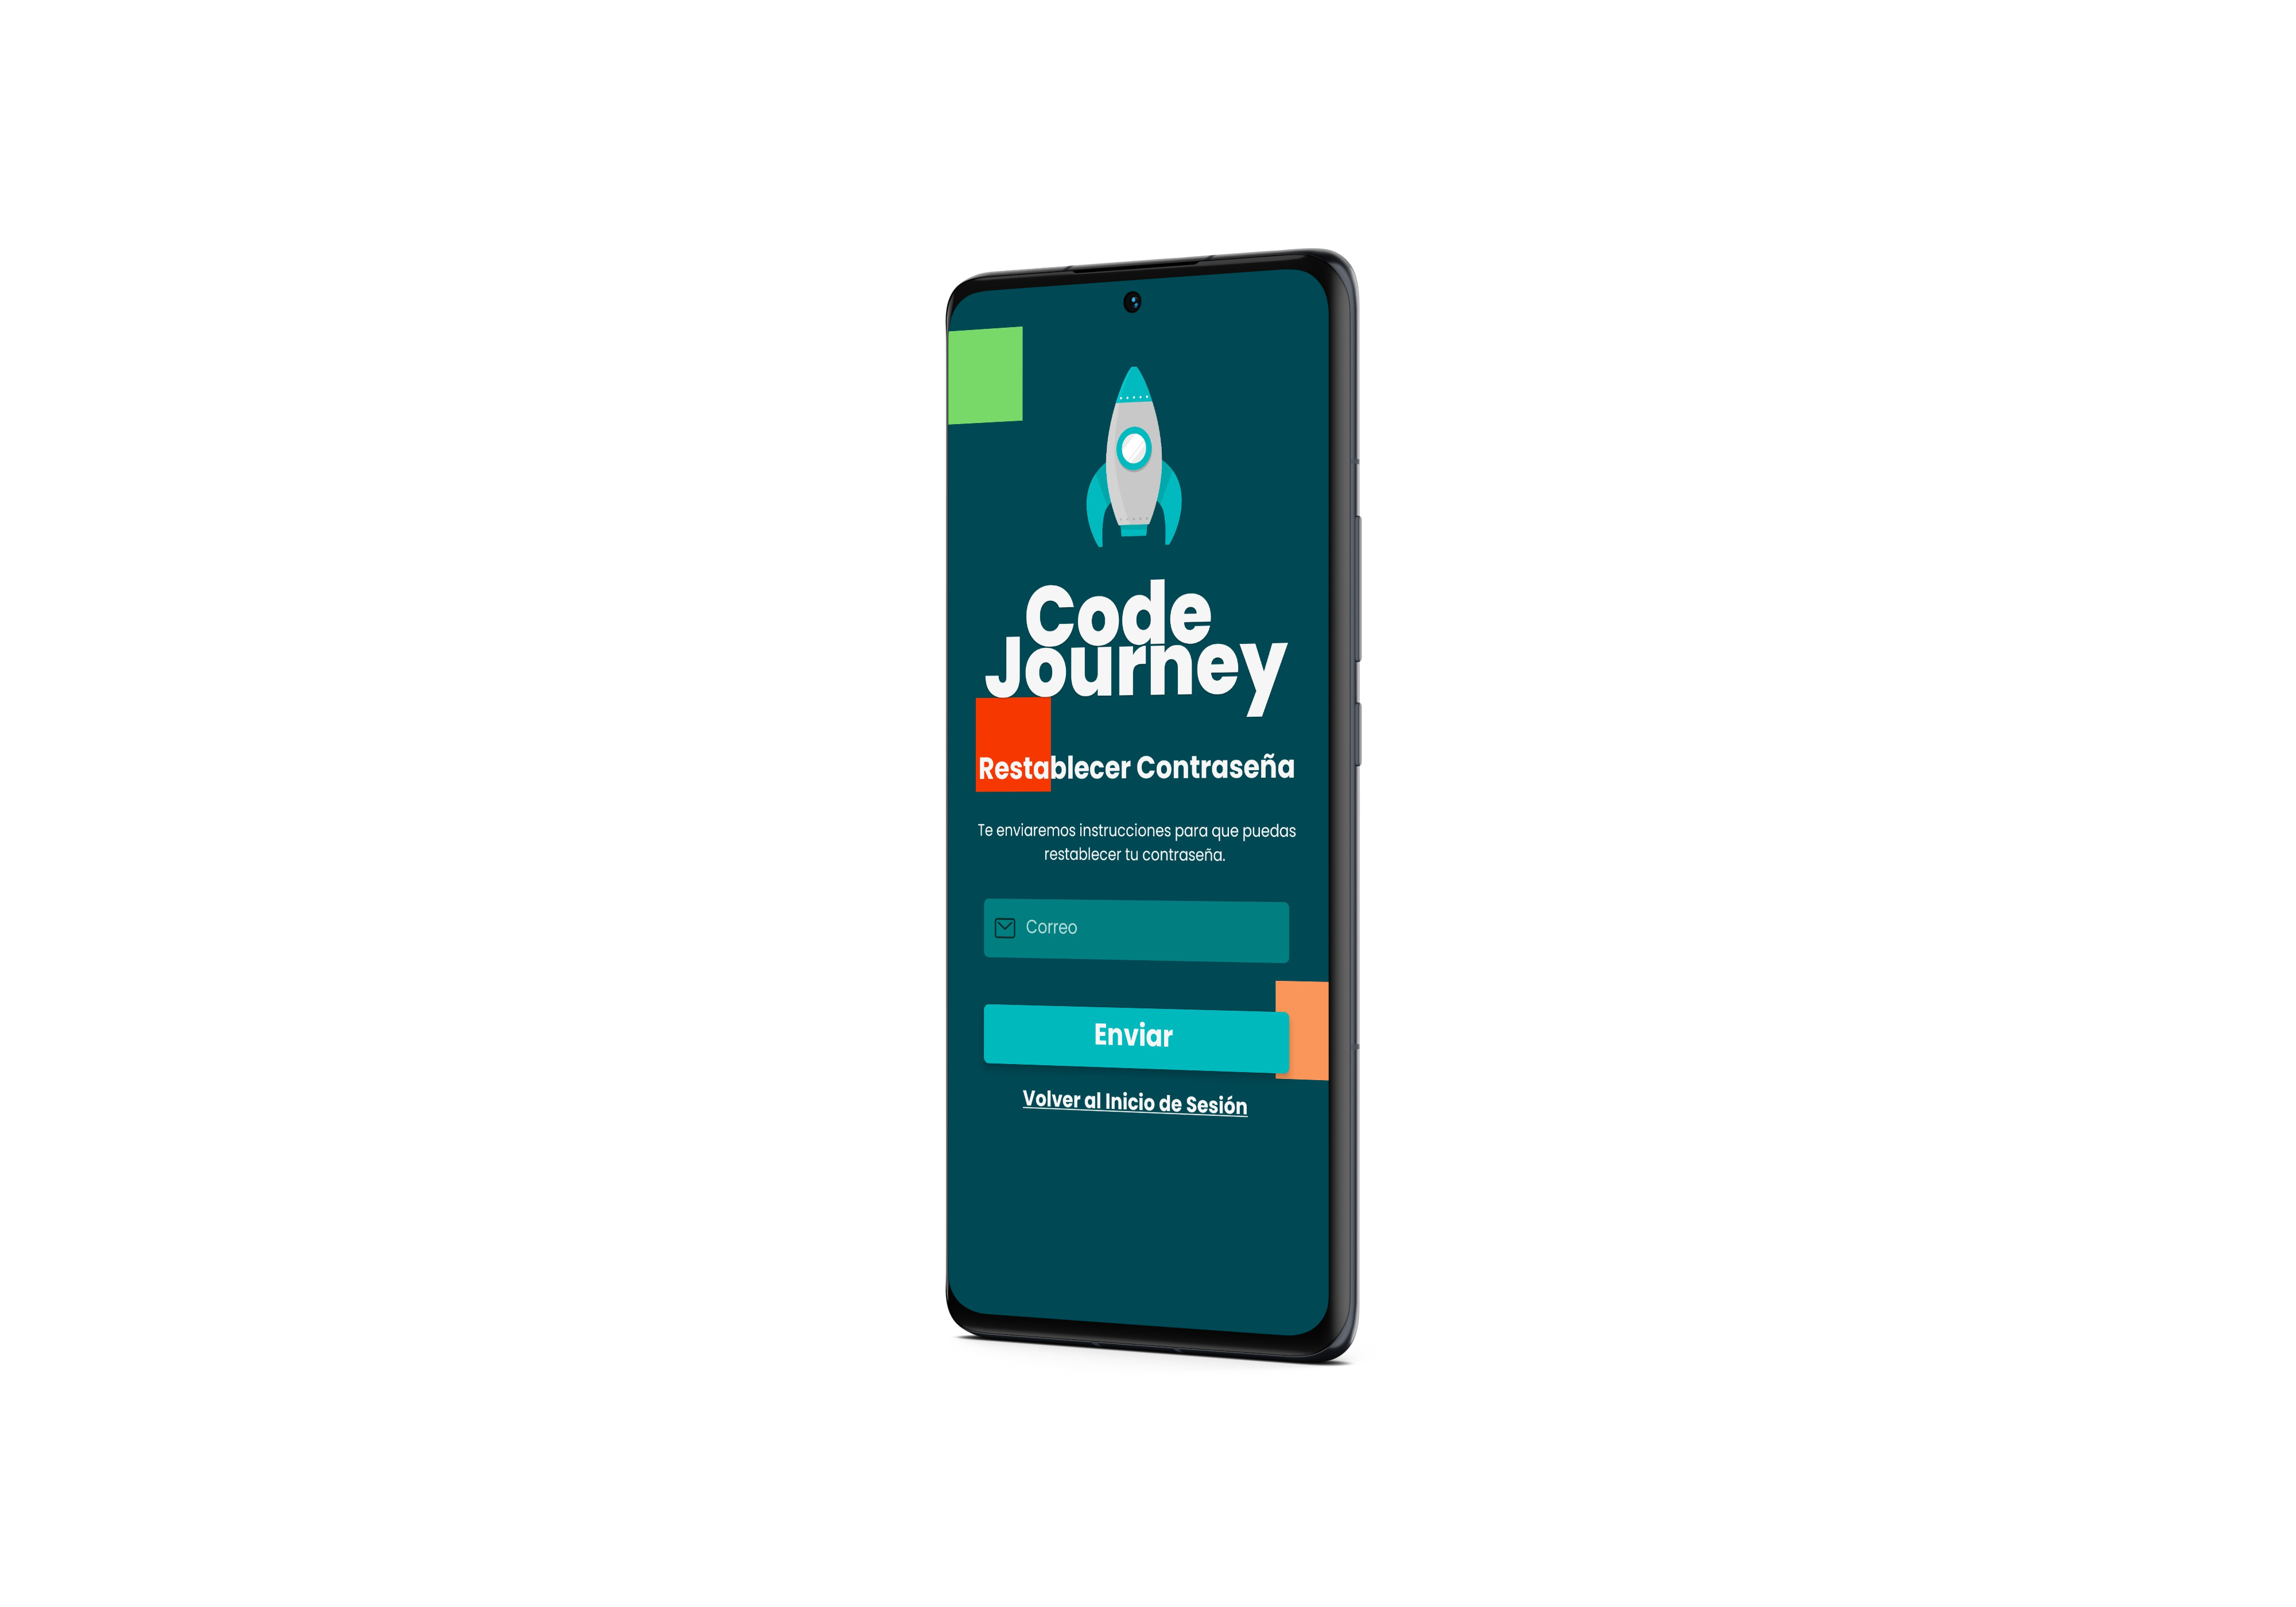 Code
Journey
Restablecer Contraseña
Te enviaremos instrucciones para que puedas
restablecer tu contraseña.
Correo
Enviar
Volver al Inicio de Sesión